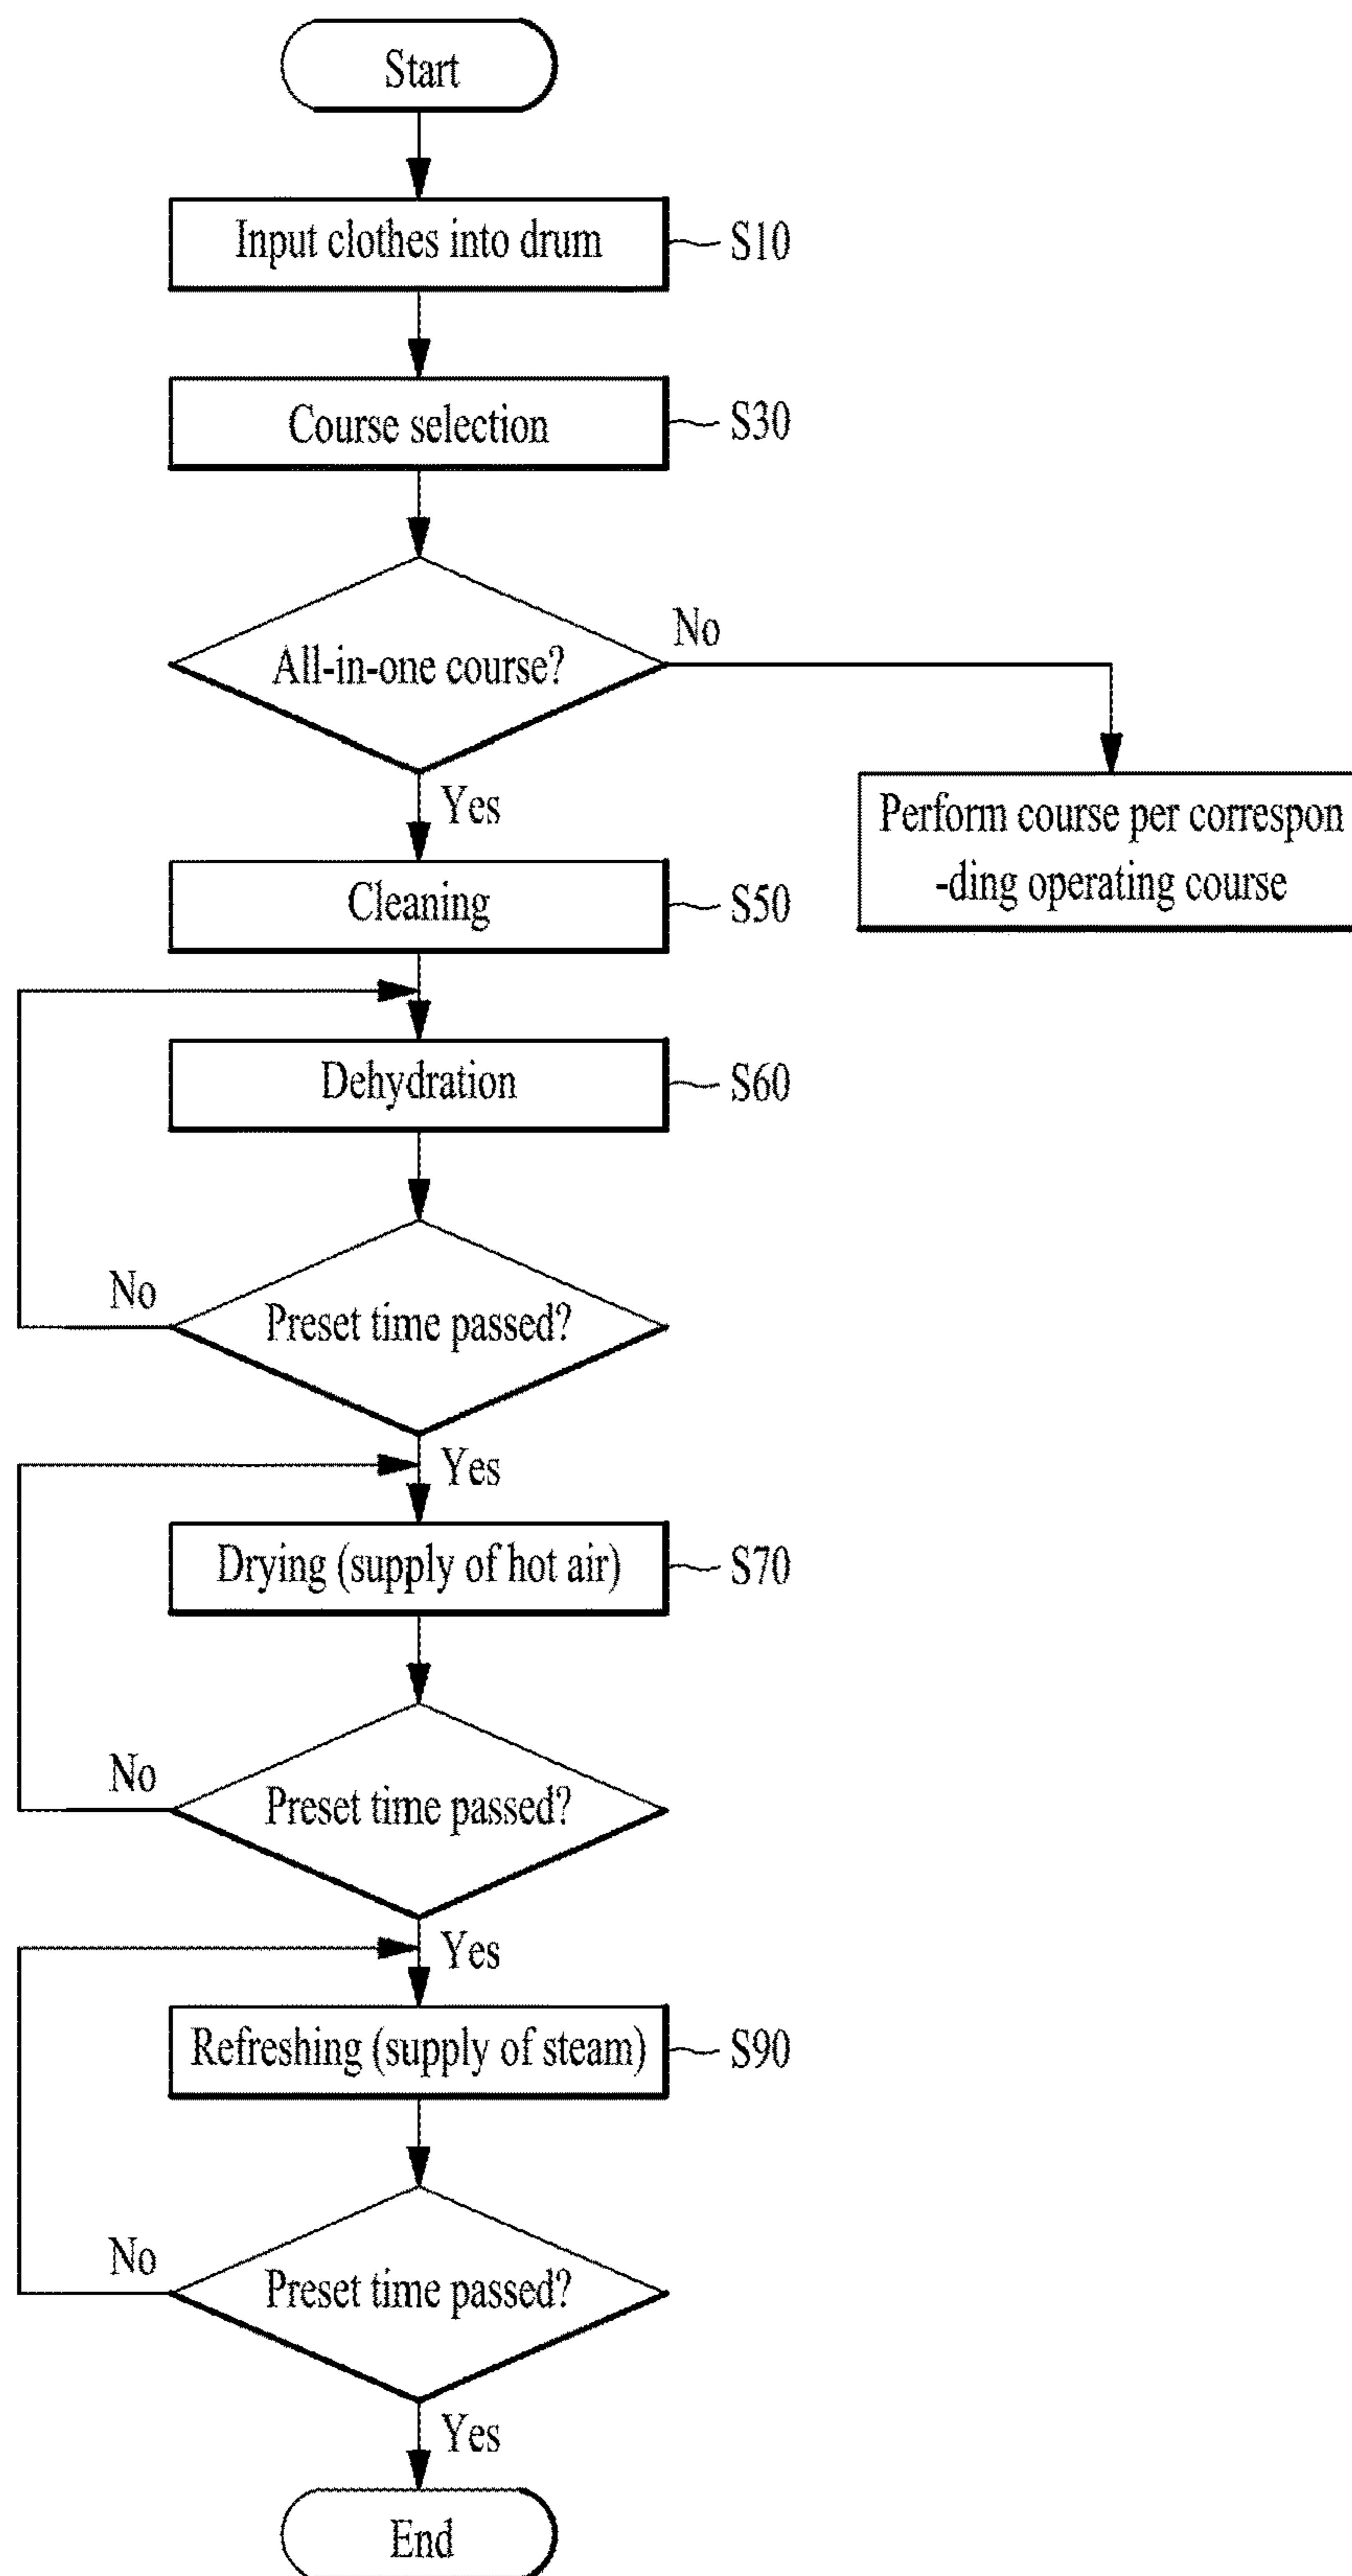 Start
Input clothes into drum
S10
Course selection
S30
All-in-one course?
No
Yes
Perform course per correspon
-ding operating course
Cleaning
S50
Dehydration
S60
No
Preset time passed?
Yes
Drying (supply of hot air)
S70
No
Preset time passed?
Yes
Refreshing (supply of steam)
S90
No
Preset time passed?
Yes
End